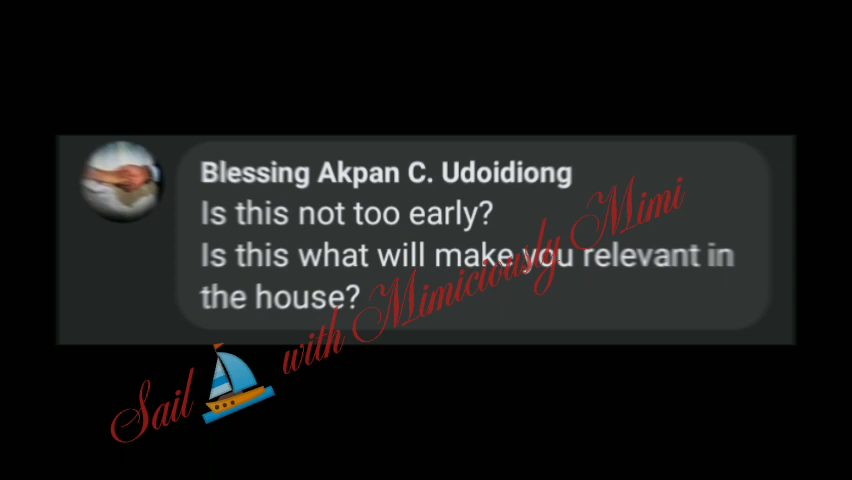 Blessing Akpan C. Udoidiong
Is this not too early?
Is this what will make you relevant in
the house?
Sail with Mimiciously Mimi